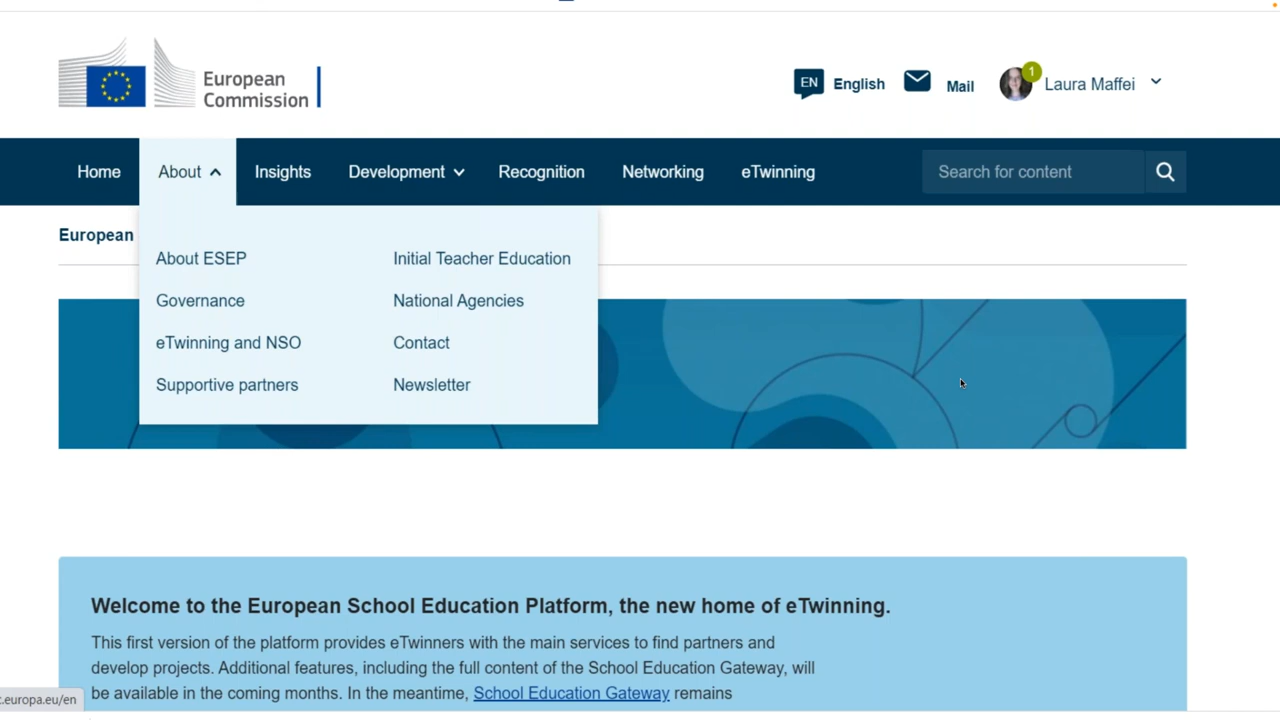 European
Commission
EN English
Mail
1
Laura Maffei
Home
About
Insights
Development
Recognition
Networking
eTwinning
Search for content
European
About ESEP
Initial Teacher Education
Governance
National Agencies
eTwinning and NSO
Contact
Supportive partners
Newsletter
Welcome to the European School Education Platform, the new home of eTwinning.
This first version of the platform provides eTwinners with the main services to find partners and
develop projects. Additional features, including the full content of the School Education Gateway, will
be available in the coming months. In the meantime, School Education Gateway remains
.europa.eu/en